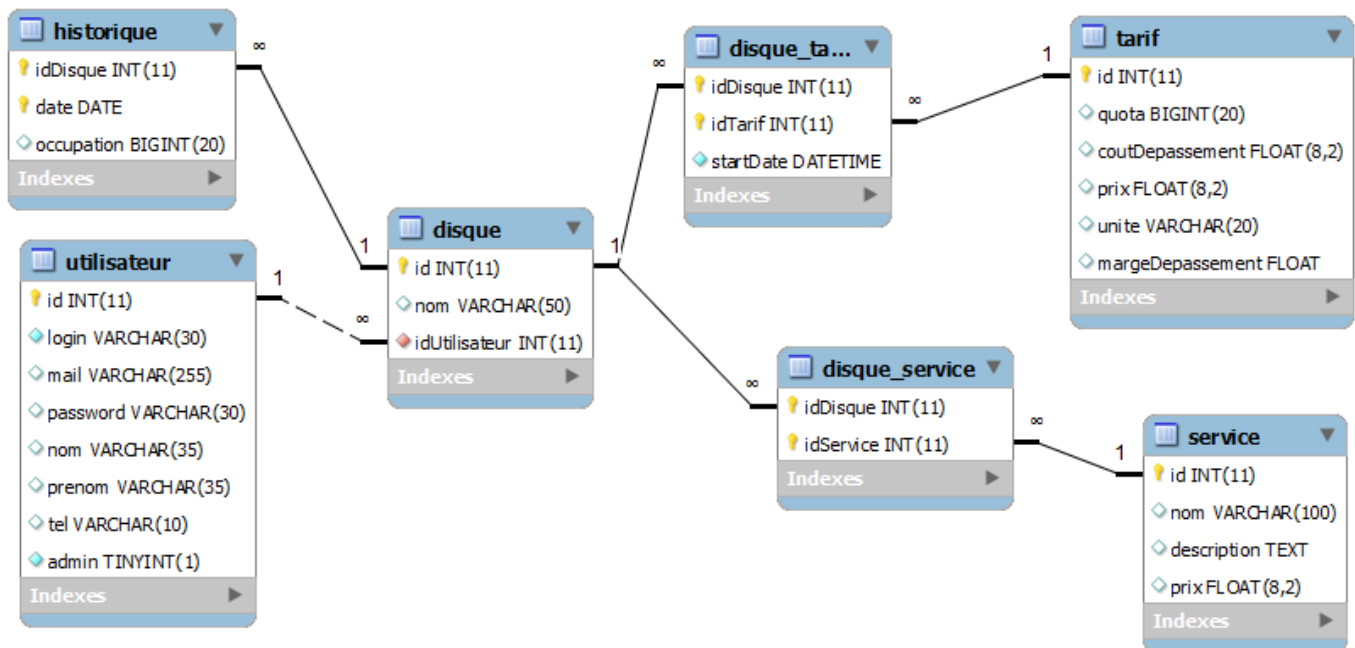 historique
idDisque INT(11)
date DATE
occupation BIGINT(20)
Indexes
∞
1
utilisateur
id INT(11)
login VARCHAR(30)
mail VARCHAR(255)
password VARCHAR(30)
nom VARCHAR(35)
prenom VARCHAR(35)
tel VARCHAR(10)
admin TINYINT(1)
Indexes
1
∞
disque
id INT(11)
nom VARCHAR(50)
idUtilisateur INT(11)
Indexes
1
∞
disque_ta...
idDisque INT(11)
idTarif INT(11)
startDate DATETIME
Indexes
∞
1
tarif
id INT(11)
quota BIGINT(20)
coutDepassement FLOAT(8,2)
prix FLOAT(8,2)
unite VARCHAR(20)
margeDepassement FLOAT
Indexes
∞
disque_service
idDisque INT(11)
idService INT(11)
Indexes
∞
1
service
id INT(11)
nom VARCHAR(100)
description TEXT
prix FLOAT(8,2)
Indexes